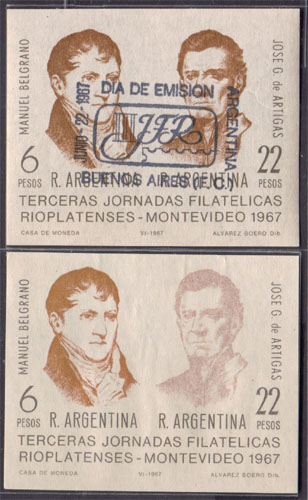 MANUEL BELGRANO
JOSE G. de ARTIGAS
DIA DE EMISION
JUNIO - 22 - 1967
ARGENTINA
III JFR
BUENOS AIRES (F. C.)
6
PESOS
R. ARGENTINA
R. ARGENTINA
22
PESOS
TERCERAS JORNADAS FILATELICAS
RIOPLATENSES - MONTEVIDEO 1967
CASA DE MONEDA
VI-1967
ALVAREZ BOERO DIB.
MANUEL BELGRANO
JOSE G. de ARTIGAS
6
PESOS
R. ARGENTINA
R. ARGENTINA
22
PESOS
TERCERAS JORNADAS FILATELICAS
RIOPLATENSES - MONTEVIDEO 1967
CASA DE MONEDA
VI-1967
ALVAREZ BOERO DIB.